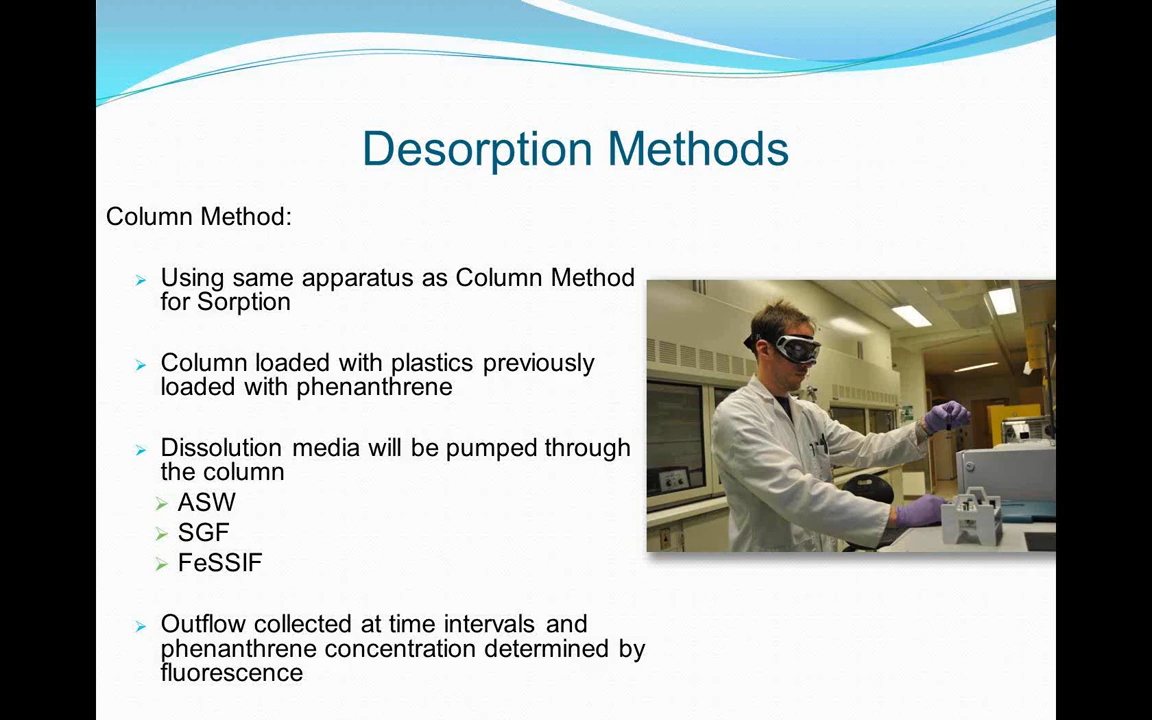 Desorption Methods
Column Method:
Using same apparatus as Column Method
for Sorption
Column loaded with plastics previously
loaded with phenanthrene
Dissolution media will be pumped through
the column
ASW
SGF
FeSSIF
Outflow collected at time intervals and
phenanthrene concentration determined by
fluorescence